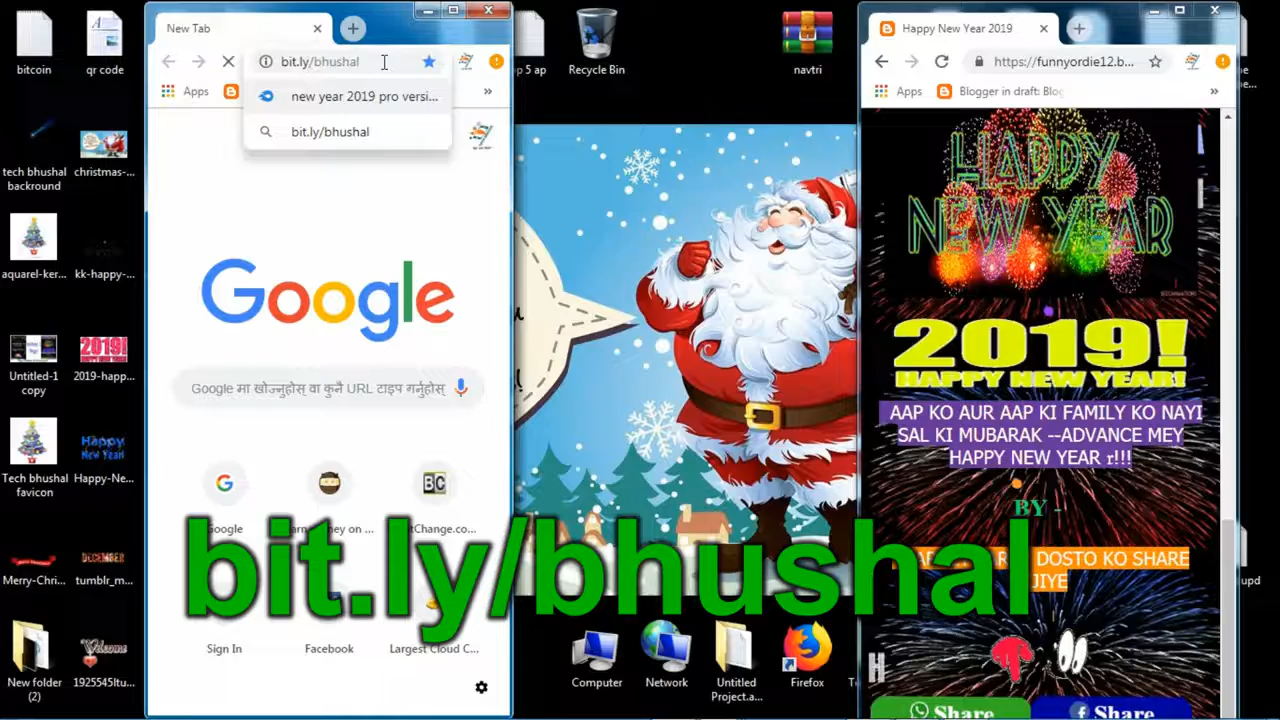 bitcoin
qr code
tech bhushal
backround
christmas-...
aquarel-ker...
kk-happy-...
Untitled-1
copy
2019-happ...
Tech bhushal
favicon
Happy-Ne...
Merry-Chri...
tumblr_m...
New folder
(2)
1925545ltu...
New Tab
bit.ly/bhushal
Apps
new year 2019 pro versi...
bit.ly/bhushal
Google
Google मा खोज्नुहोस् वा कुनै URL टाइप गर्नुहोस्
Google
BC
Sign In
Facebook
Largest Cloud C...
bit.ly/bhushal
Recycle Bin
navtri
Computer
Network
Untitled
Project.a...
Firefox
Happy New Year 2019
https://funnyordie12.b...
Apps
Blogger in draft: Blog
HAPPY
NEW YEAR
2019!
HAPPY NEW YEAR!
AAP KO AUR AAP KI FAMILY KO NAYI
SAL KI MUBARAK --ADVANCE MEY
HAPPY NEW YEAR !!!!
BY -
DOSTO KO SHARE
H
Share
Share